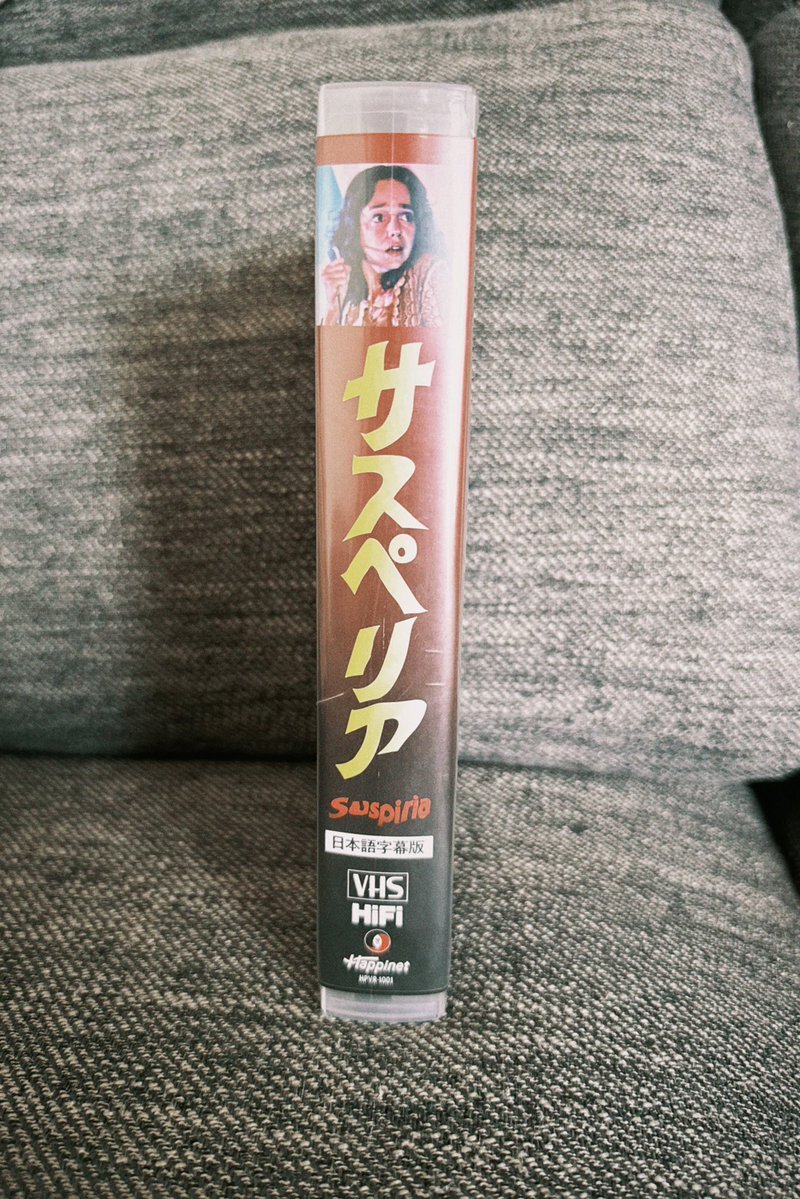 サスペリア
Suspiria
日本語字幕版
VHS
HiFi
Happinet
HPVR-1001